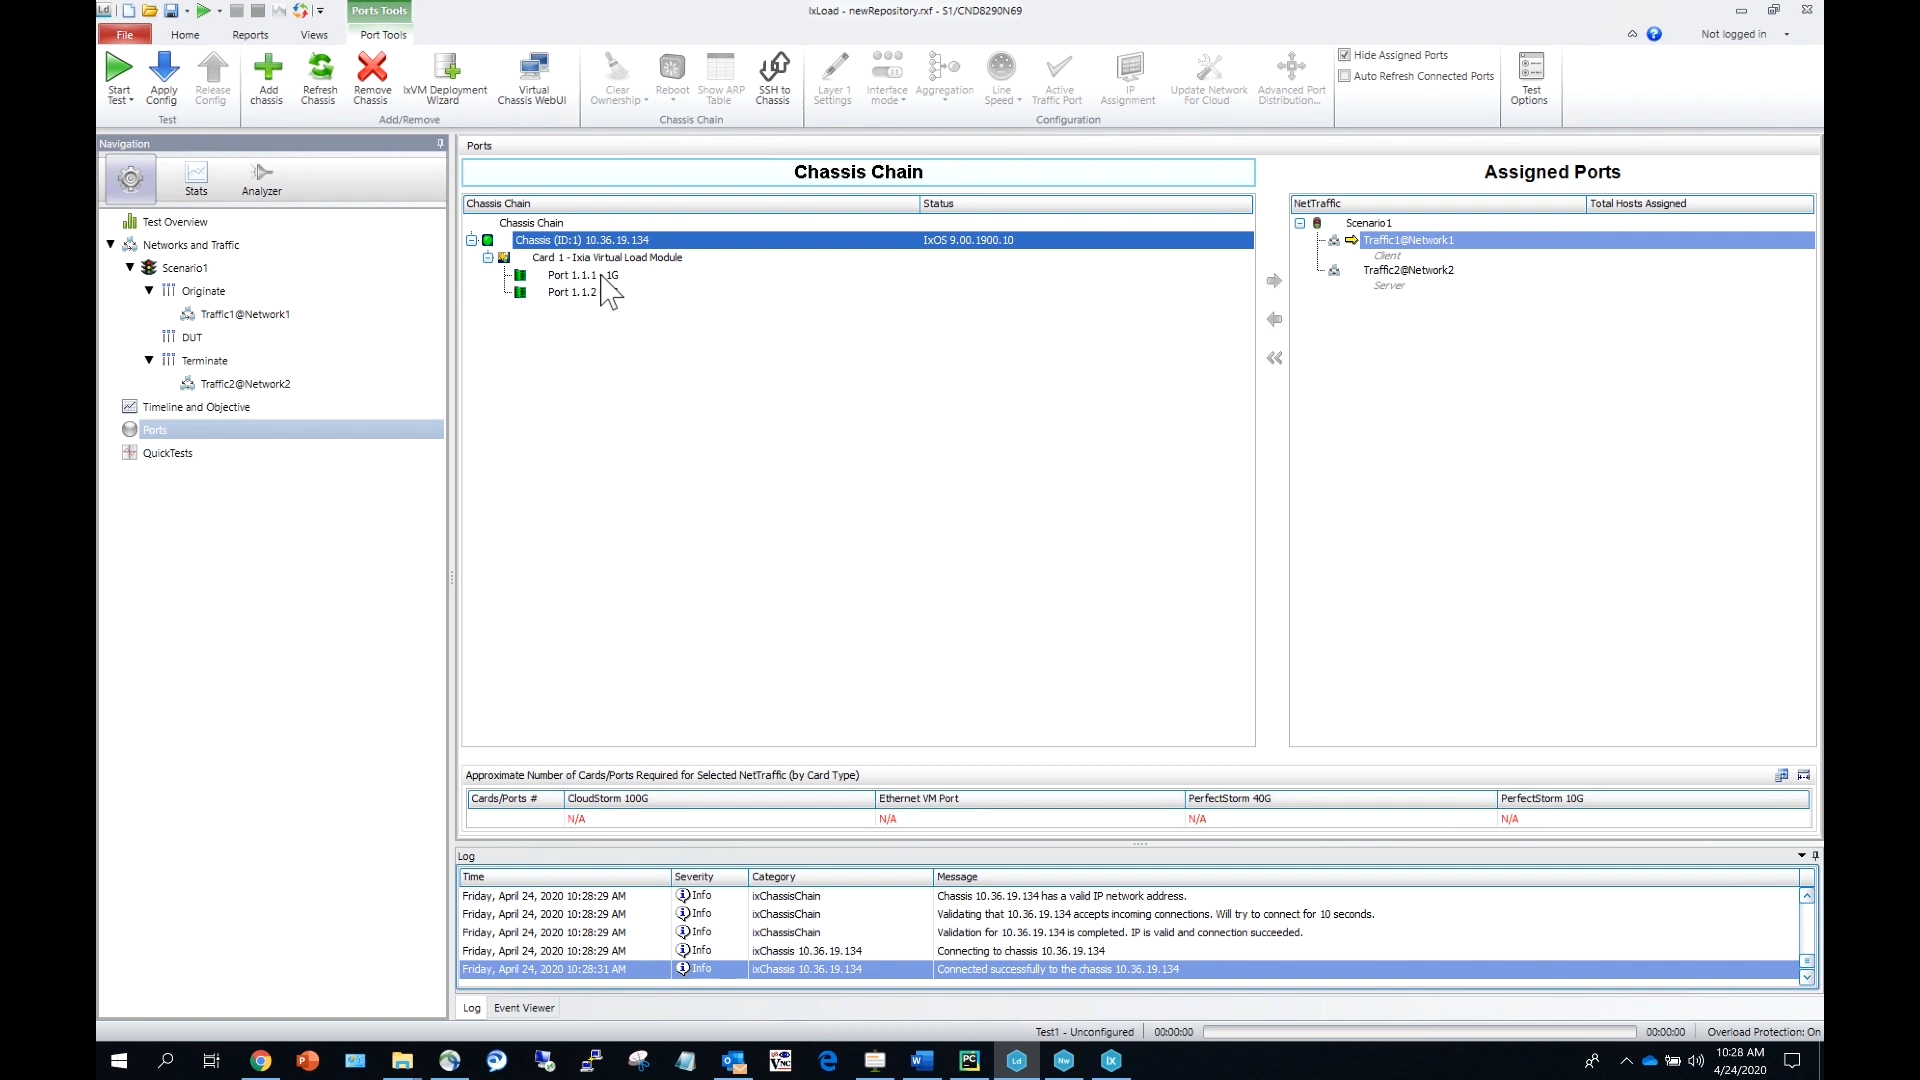 Ld
Ports Tools
IxLoad - newRepository.rxf - S1/CND8290N69
File
Home
Reports
Views
Port Tools
Not logged in
Start Test
Apply Config
Release Config
Test
Add chassis
Refresh Chassis
Remove Chassis
IxVM Deployment Wizard
Virtual Chassis WebUI
Add/Remove
Clear Ownership
Reboot
Show ARP Table
SSH to Chassis
Chassis Chain
Layer 1 Settings
Interface mode
Aggregation
Line Speed
Active Traffic Port
IP Assignment
Update Network For Cloud
Advanced Port Distribution...
Configuration
Hide Assigned Ports
Auto Refresh Connected Ports
Test Options
Navigation
Stats
Analyzer
Test Overview
Networks and Traffic
Scenario1
Originate
Traffic1@Network1
DUT
Terminate
Traffic2@Network2
Timeline and Objective
Ports
QuickTests
Ports
Chassis Chain
Chassis Chain Status
Chassis Chain
Chassis (ID:1) 10.36.19.134 IxOS 9.00.1900.10
Card 1 - Ixia Virtual Load Module
Port 1.1.1 - 1G
Port 1.1.2
Assigned Ports
NetTraffic Total Hosts Assigned
Scenario1
Traffic1@Network1
Client
Traffic2@Network2
Server
Approximate Number of Cards/Ports Required for Selected NetTraffic (by Card Type)
Cards/Ports # CloudStorm 100G Ethernet VM Port PerfectStorm 40G PerfectStorm 10G
N/A N/A N/A N/A
Log
Time Severity Category Message
Friday, April 24, 2020 10:28:29 AM Info ixChassisChain Chassis 10.36.19.134 has a valid IP network address.
Friday, April 24, 2020 10:28:29 AM Info ixChassisChain Validating that 10.36.19.134 accepts incoming connections. Will try to connect for 10 seconds.
Friday, April 24, 2020 10:28:29 AM Info ixChassisChain Validation for 10.36.19.134 is completed. IP is valid and connection succeeded.
Friday, April 24, 2020 10:28:29 AM Info ixChassis 10.36.19.134 Connecting to chassis 10.36.19.134
Friday, April 24, 2020 10:28:31 AM Info ixChassis 10.36.19.134 Connected successfully to the chassis 10.36.19.134
Log Event Viewer
Test1 - Unconfigured 00:00:00 00:00:00 Overload Protection: On
VNC PC Ld Nw IX
10:28 AM
4/24/2020